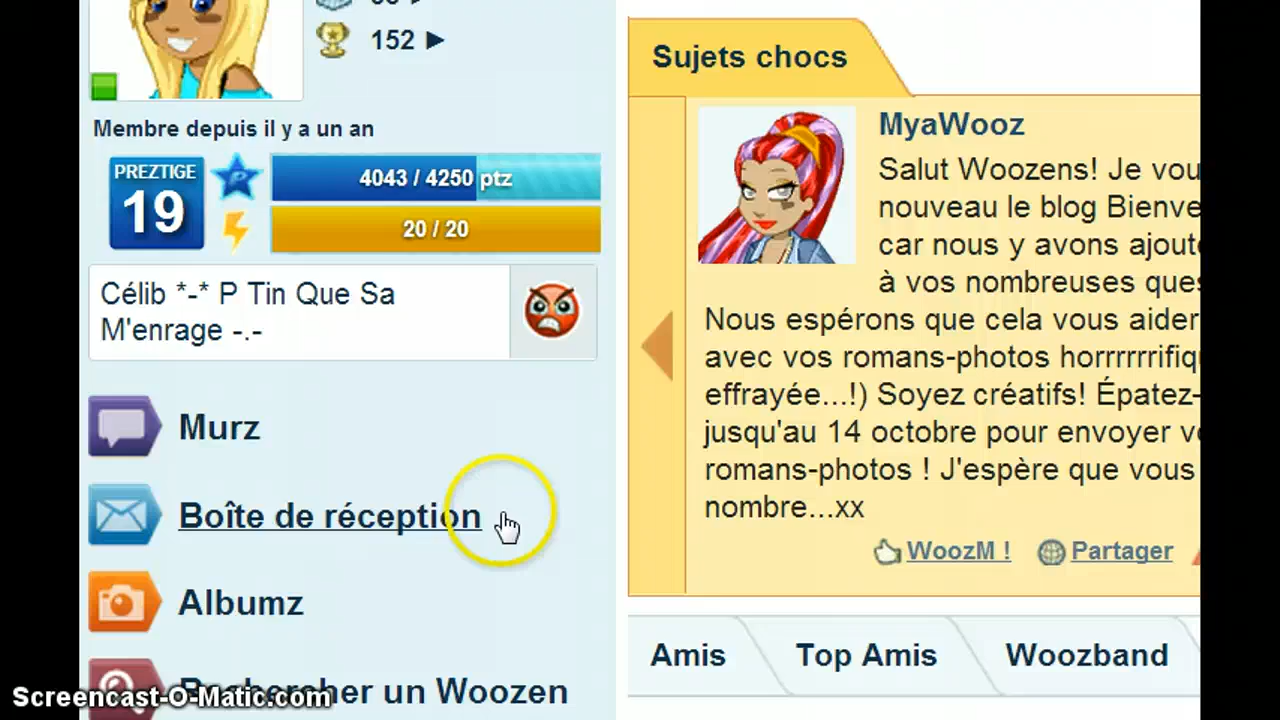 152
Membre depuis il y a un an
PREZTIGE
19
4043 / 4250 ptz
20 / 20
Célib *-* P Tin Que Sa
M'enrage -.-
Murz
Boîte de réception
Albumz
un Woozen
Screencast-O-Matic.com
Sujets chocs
MyaWooz
Salut Woozens! Je vou
nouveau le blog Bienve
car nous y avons ajout
à vos nombreuses ques
Nous espérons que cela vous aider
avec vos romans-photos horrrrrrifiq
effrayée...!) Soyez créatifs! Épatez-
jusqu'au 14 octobre pour envoyer v
romans-photos ! J'espère que vous
nombre...xx
WoozM !
Partager
Amis
Top Amis
Woozband